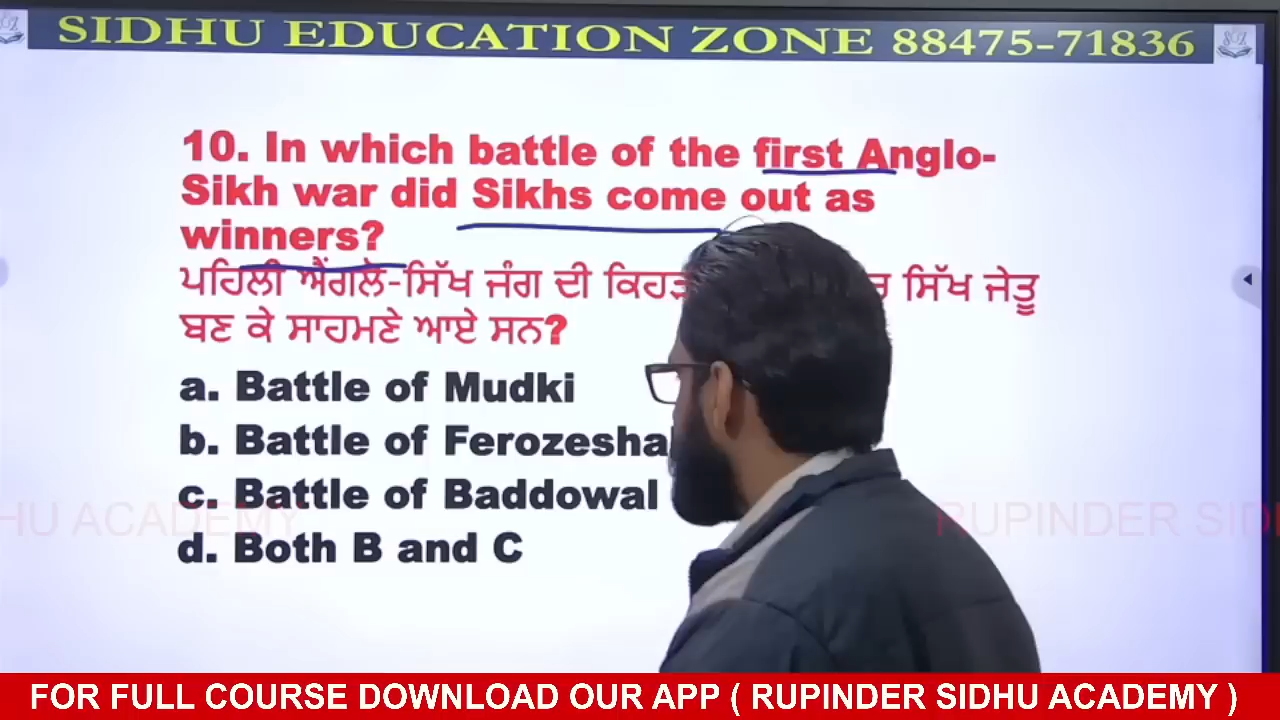 SIDHU EDUCATION ZONE 88475-71836
10. In which battle of the first Anglo-
Sikh war did Sikhs come out as
winners?
ਪਹਿਲੀ ਐਂਗਲੋ-ਸਿੱਖ ਜੰਗ ਦੀ ਸਿੱਖ ਜੇਤੂ
ਬਣ ਕੇ ਸਾਹਮਣੇ ਆਏ ਸਨ?
a. Battle of Mudki
b. Battle of
c. Battle of Baddowal
d. Both B and C
HU ACADEMY
RUPINDER
FOR FULL COURSE DOWNLOAD OUR APP ( RUPINDER SIDHU ACADEMY )